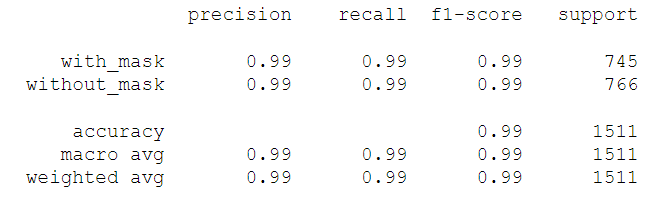 precision recall f1-score support
with_mask 0.99 0.99 0.99 745
without_mask 0.99 0.99 0.99 766
accuracy 0.99 1511
macro avg 0.99 0.99 0.99 1511
weighted avg 0.99 0.99 0.99 1511